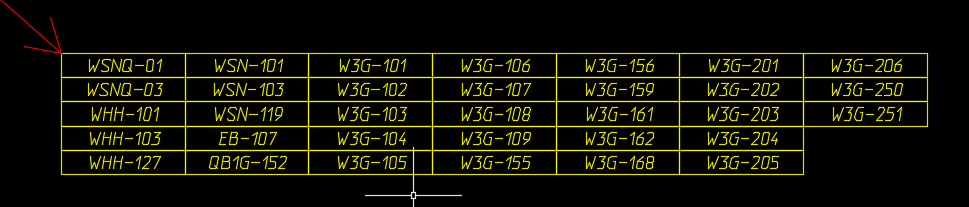 WSNQ-01 WSN-101 W3G-101 W3G-106 W3G-156 W3G-201 W3G-206
WSNQ-03 WSN-103 W3G-102 W3G-107 W3G-159 W3G-202 W3G-250
WHH-101 WSN-119 W3G-103 W3G-108 W3G-161 W3G-203 W3G-251
WHH-103 EB-107 W3G-104 W3G-109 W3G-162 W3G-204
WHH-127 QB1G-152 W3G-105 W3G-155 W3G-168 W3G-205